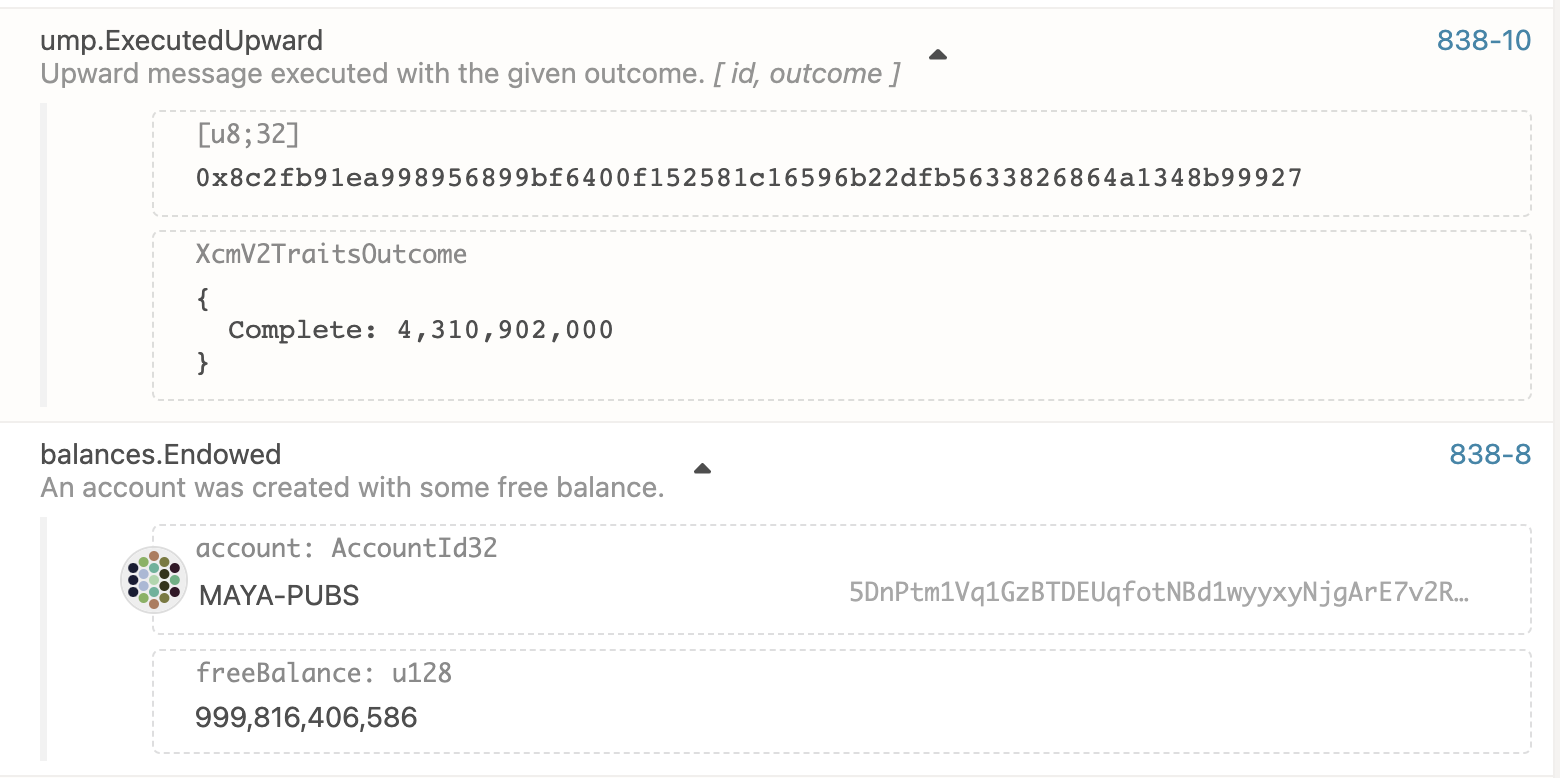 ump.ExecutedUpward
838-10
Upward message executed with the given outcome. [ id, outcome ]
[u8;32]
0x8c2fb91ea998956899bf6400f152581c16596b22dfb5633826864a1348b99927
XcmV2TraitsOutcome
{
Complete: 4,310,902,000
}
balances.Endowed
838-8
An account was created with some free balance.
account: AccountId32
MAYA-PUBS
5DnPtm1Vq1GzBTDEUqfotNBd1wyyxyNjgArE7v2R…
freeBalance: u128
999,816,406,586